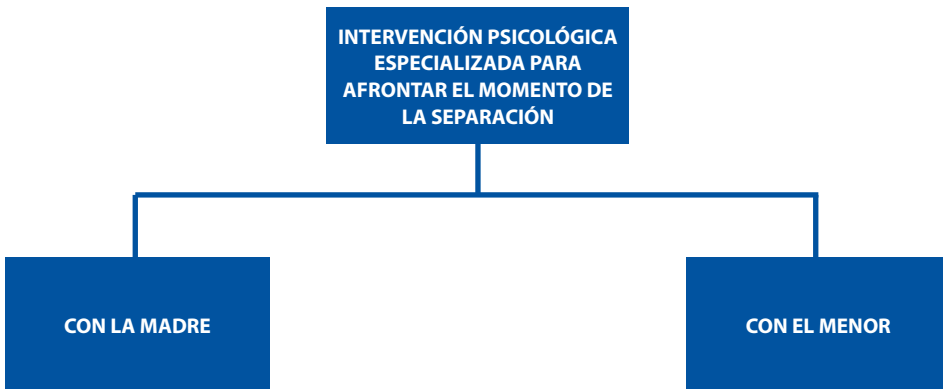 INTERVENCIÓN PSICOLÓGICA
ESPECIALIZADA PARA
AFRONTAR EL MOMENTO DE
LA SEPARACIÓN
CON LA MADRE
CON EL MENOR